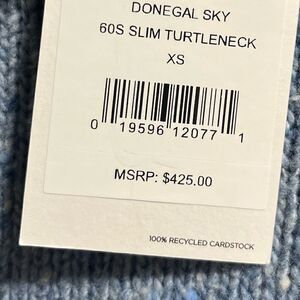 DONEGAL SKY
60S SLIM TURTLENECK
XS
0 19596 12077 1
MSRP: $425.00
100% RECYCLED CARDSTOCK